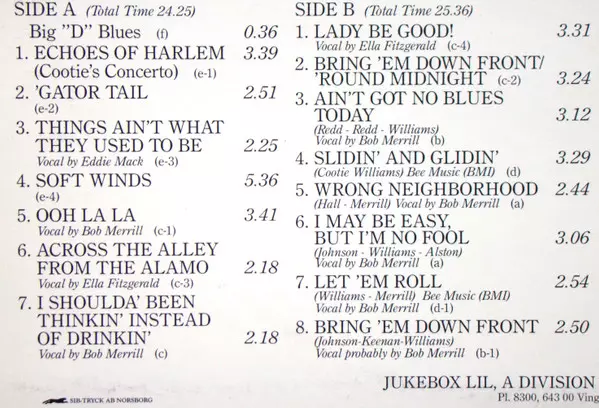 SIDE A (Total Time 24.25)
Big "D" Blues (f) 0.36
1. ECHOES OF HARLEM 3.39
(Cootie's Concerto) (e-1)
2. 'GATOR TAIL 2.51
(e-2)
3. THINGS AIN'T WHAT
THEY USED TO BE 2.25
Vocal by Eddie Mack (e-3)
4. SOFT WINDS 5.36
(e-4)
5. OOH LA LA 3.41
Vocal by Bob Merrill (c-1)
6. ACROSS THE ALLEY
FROM THE ALAMO 2.18
Vocal by Ella Fitzgerald (c-3)
7. I SHOULDA' BEEN
THINKIN' INSTEAD
OF DRINKIN' 2.18
Vocal by Bob Merrill (c)
SIDE B (Total Time 25.36)
1. LADY BE GOOD! 3.31
Vocal by Ella Fitzgerald (c-4)
2. BRING 'EM DOWN FRONT/
'ROUND MIDNIGHT (c-2) 3.24
3. AIN'T GOT NO BLUES
TODAY 3.12
(Redd - Redd - Williams)
Vocal by Bob Merrill (b)
4. SLIDIN' AND GLIDIN' 3.29
(Cootie Williams) Bee Music (BMI) (d)
5. WRONG NEIGHBORHOOD 2.44
(Hall - Merrill) Vocal by Bob Merrill (a)
6. I MAY BE EASY,
BUT I'M NO FOOL 3.06
(Johnson - Williams - Alston)
Vocal by Bob Merrill (a)
7. LET 'EM ROLL 2.54
(Williams - Merrill) Bee Music (BMI)
Vocal by Bob Merrill (d-1)
8. BRING 'EM DOWN FRONT 2.50
(Johnson-Keenan-Williams)
Vocal probably by Bob Merrill (b-1)
JUKEBOX LIL, A DIVISION
Pl. 8300, 643 00 Ving
SIB-TRYCK AB NORSBORG